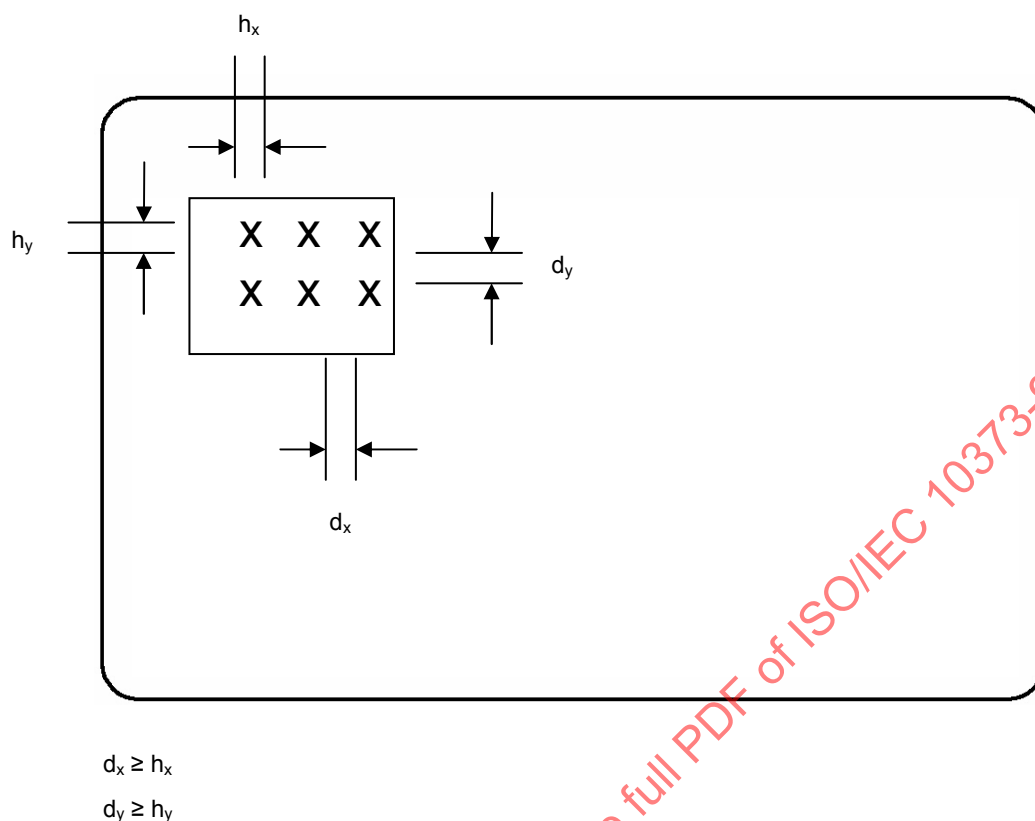 hx
hy
X X X
dy
X X X
dx
dx ≥ hx
dy ≥ hy
full PDF of ISO/IEC 10373-